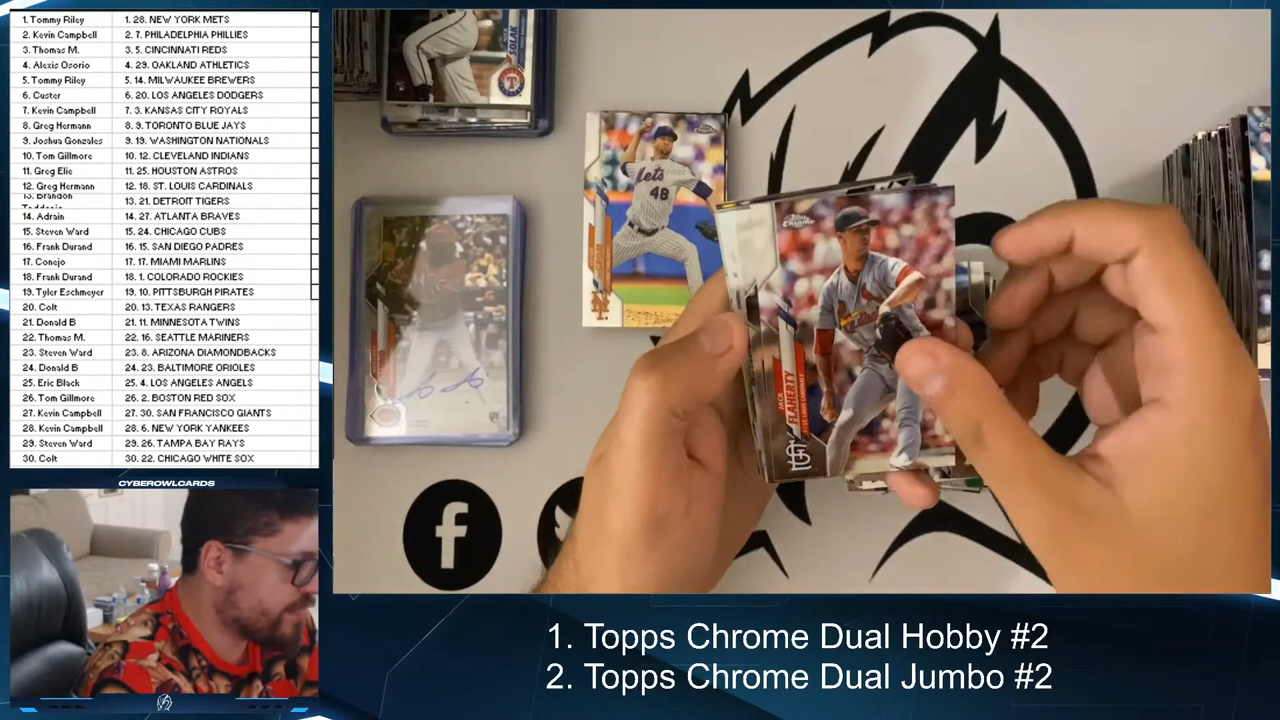 1. Tommy Riley 1. 28. NEW YORK METS
2. Kevin Campbell 2. 7. PHILADELPHIA PHILLIES
3. Thomas M. 3. 5. CINCINNATI REDS
4. Alexis Osorio 4. 29. OAKLAND ATHLETICS
5. Tommy Riley 5. 14. MILWAUKEE BREWERS
6. Custer 6. 20. LOS ANGELES DODGERS
7. Kevin Campbell 7. 3. KANSAS CITY ROYALS
8. Greg Hermann 8. 9. TORONTO BLUE JAYS
9. Joshua Gonzales 9. 19. WASHINGTON NATIONALS
10. Tom Gillmore 10. 12. CLEVELAND INDIANS
11. Greg Elie 11. 25. HOUSTON ASTROS
12. Greg Hermann 12. 18. ST. LOUIS CARDINALS
13. Brandon 13. 21. DETROIT TIGERS
14. Adrain 14. 27. ATLANTA BRAVES
15. Steven Ward 15. 24. CHICAGO CUBS
16. Frank Durand 16. 15. SAN DIEGO PADRES
17. Conejo 17. 17. MIAMI MARLINS
18. Frank Durand 18. 1. COLORADO ROCKIES
19. Tyler Eschmeyer 19. 10. PITTSBURGH PIRATES
20. Colt 20. 13. TEXAS RANGERS
21. Donald B 21. 11. MINNESOTA TWINS
22. Thomas M. 22. 16. SEATTLE MARINERS
23. Steven Ward 23. 8. ARIZONA DIAMONDBACKS
24. Donald B 24. 23. BALTIMORE ORIOLES
25. Eric Black 25. 4. LOS ANGELES ANGELS
26. Tom Gillmore 26. 2. BOSTON RED SOX
27. Kevin Campbell 27. 30. SAN FRANCISCO GIANTS
28. Kevin Campbell 28. 6. NEW YORK YANKEES
29. Steven Ward 29. 26. TAMPA BAY RAYS
30. Colt 30. 22. CHICAGO WHITE SOX
CYBEROWLCARDS
SOLAK
T
Mets
48
Topps
Chrome
JACK
FLAHERTY
f
1. Topps Chrome Dual Hobby #2
2. Topps Chrome Dual Jumbo #2